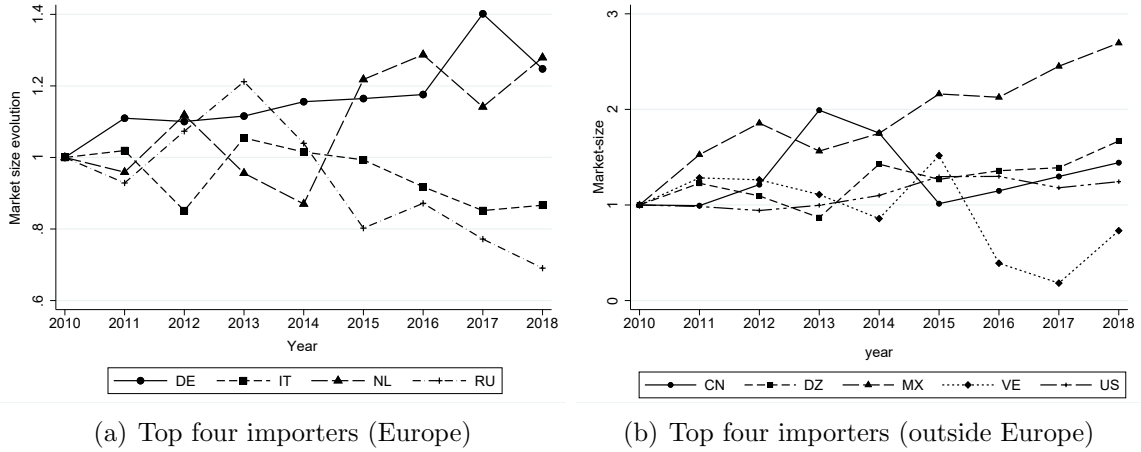 1.4
1.2
1
.8
.6
Market size evolution
2010 2011 2012 2013 2014 2015 2016 2017 2018
Year
DE IT NL RU
(a) Top four importers (Europe)
3
2
1
0
Market-size
2010 2011 2012 2013 2014 2015 2016 2017 2018
year
CN DZ MX VE US
(b) Top four importers (outside Europe)